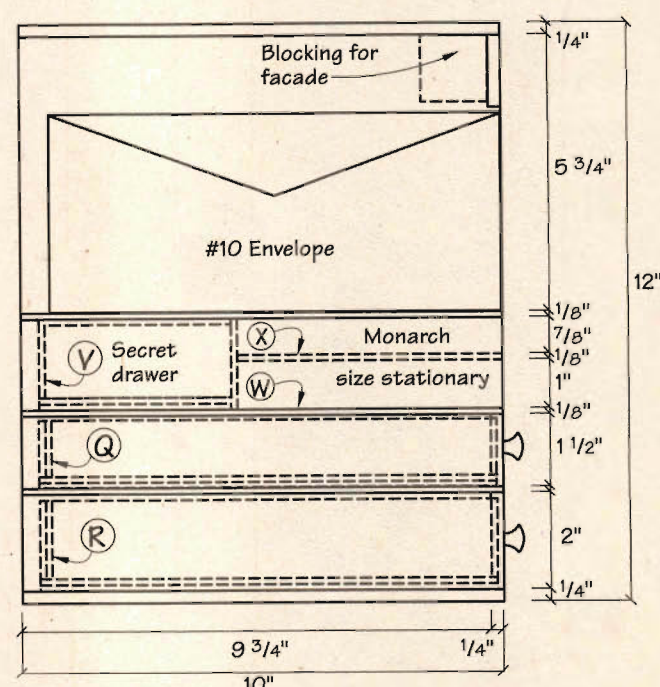 Blocking for
facade
1/4"
5 3/4"
#10 Envelope
12"
1/8"
X Monarch
7/8"
V Secret
drawer
1/8"
W size stationary
1"
1/8"
Q
1 1/2"
R
2"
1/4"
9 3/4" 1/4"
10"